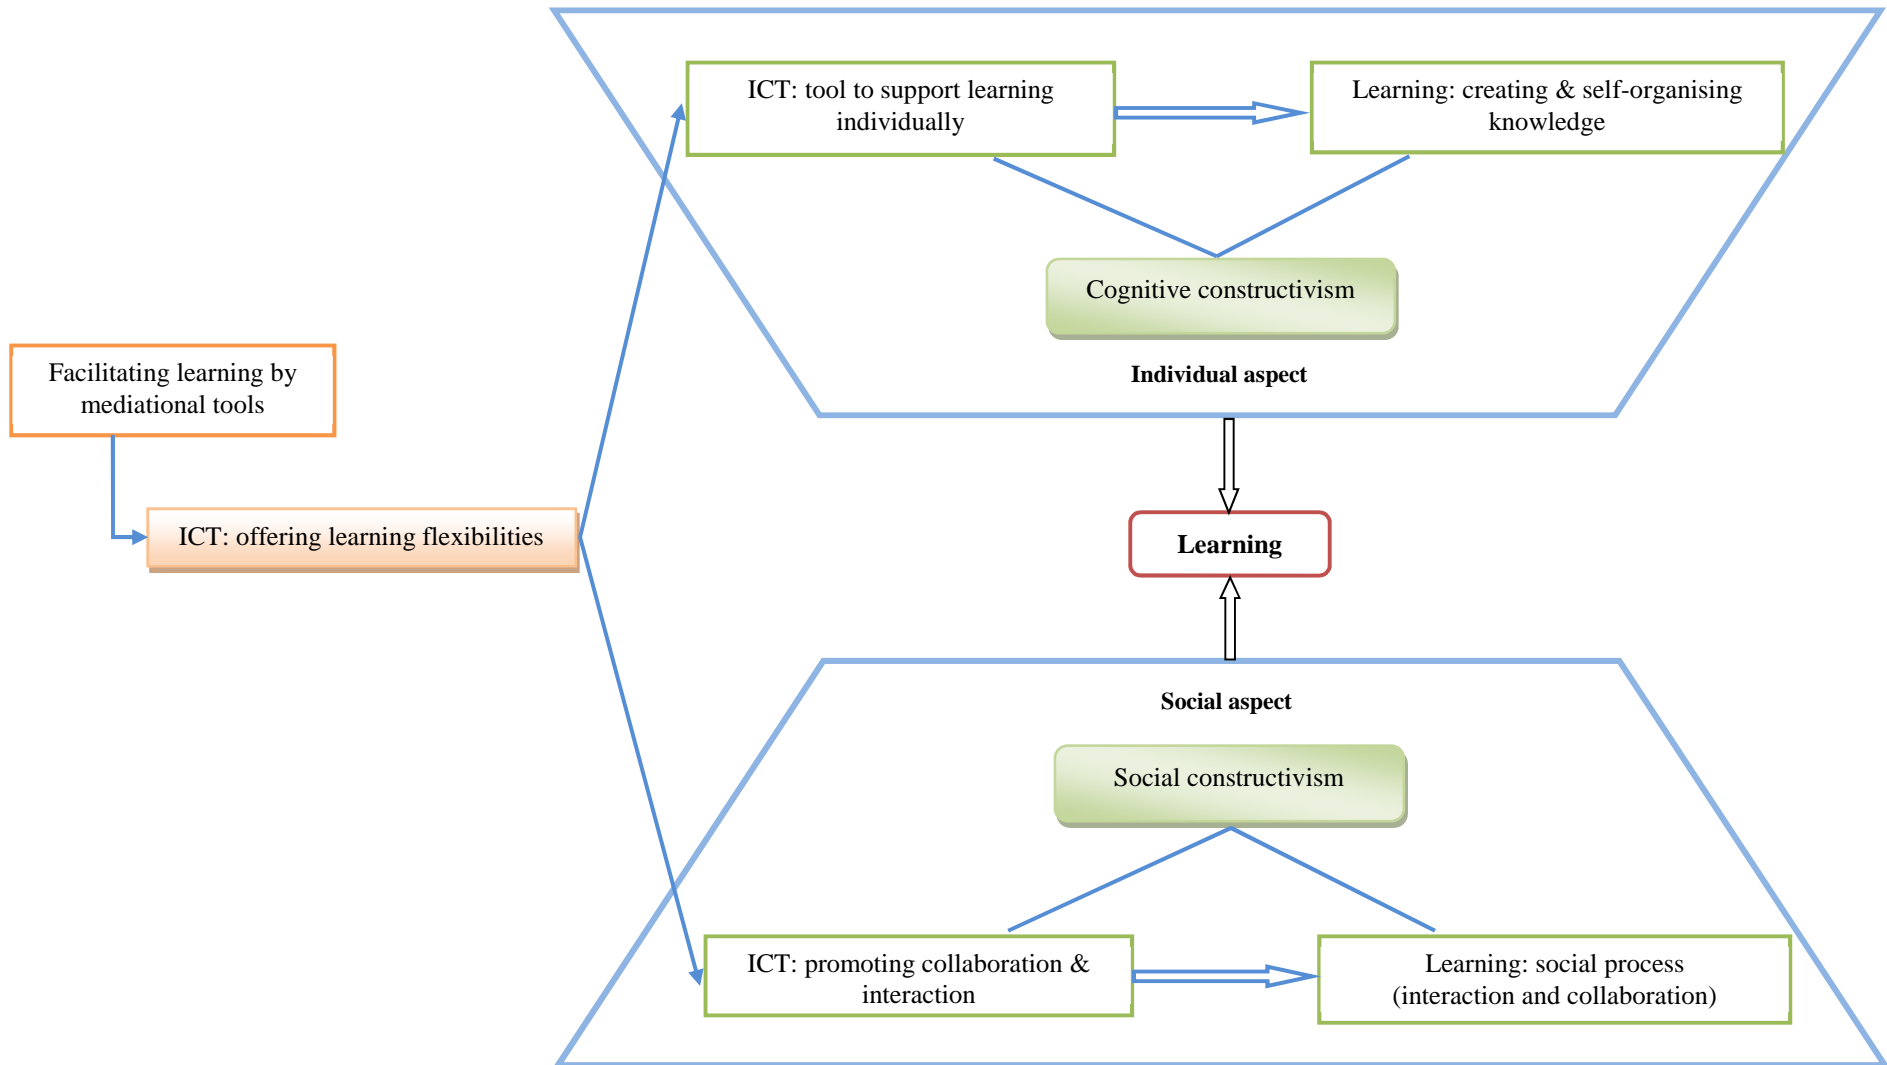 ICT: tool to support learning
individually
Learning: creating & self-organising
knowledge
Cognitive constructivism
Individual aspect
Facilitating learning by
mediational tools
ICT: offering learning flexibilities
Learning
Social aspect
Social constructivism
ICT: promoting collaboration &
interaction
Learning: social process
(interaction and collaboration)